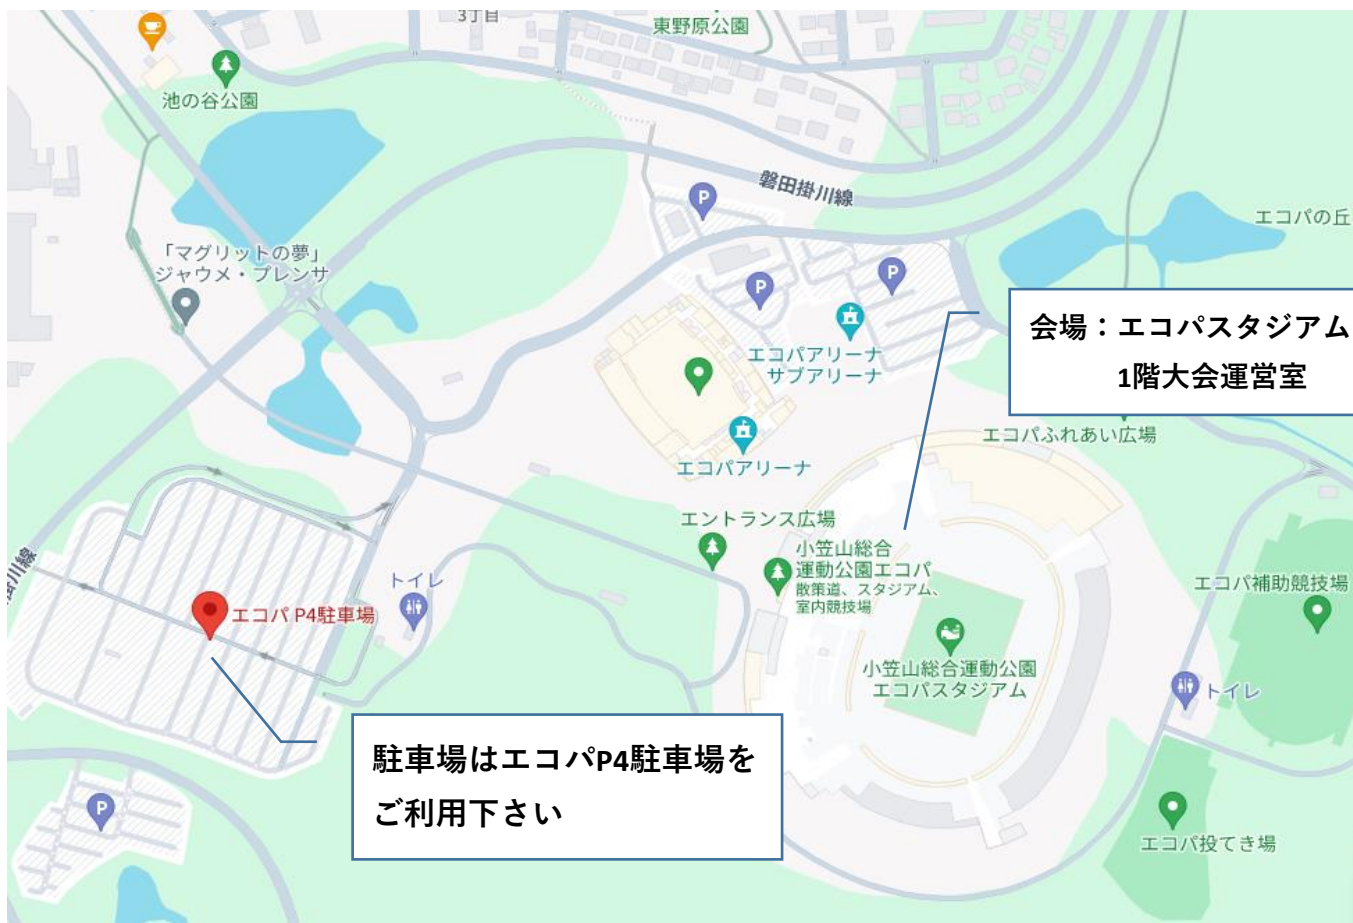 3丁目
東野原公園
池の谷公園
磐田掛川線
P
エコパの丘
「マグリットの夢」
ジャウメ・プレンサ
P
P
会場：エコパスタジアム
1階大会運営室
エコパアリーナ
サブアリーナ
エコパふれあい広場
エコパアリーナ
エントランス広場
小笠山総合
運動公園エコパ
散策道、スタジアム、
室内競技場
掛川線
トイレ
エコパ補助競技場
エコパ P4駐車場
小笠山総合運動公園
エコパスタジアム
トイレ
駐車場はエコパP4駐車場を
ご利用下さい
P
エコパ投てき場